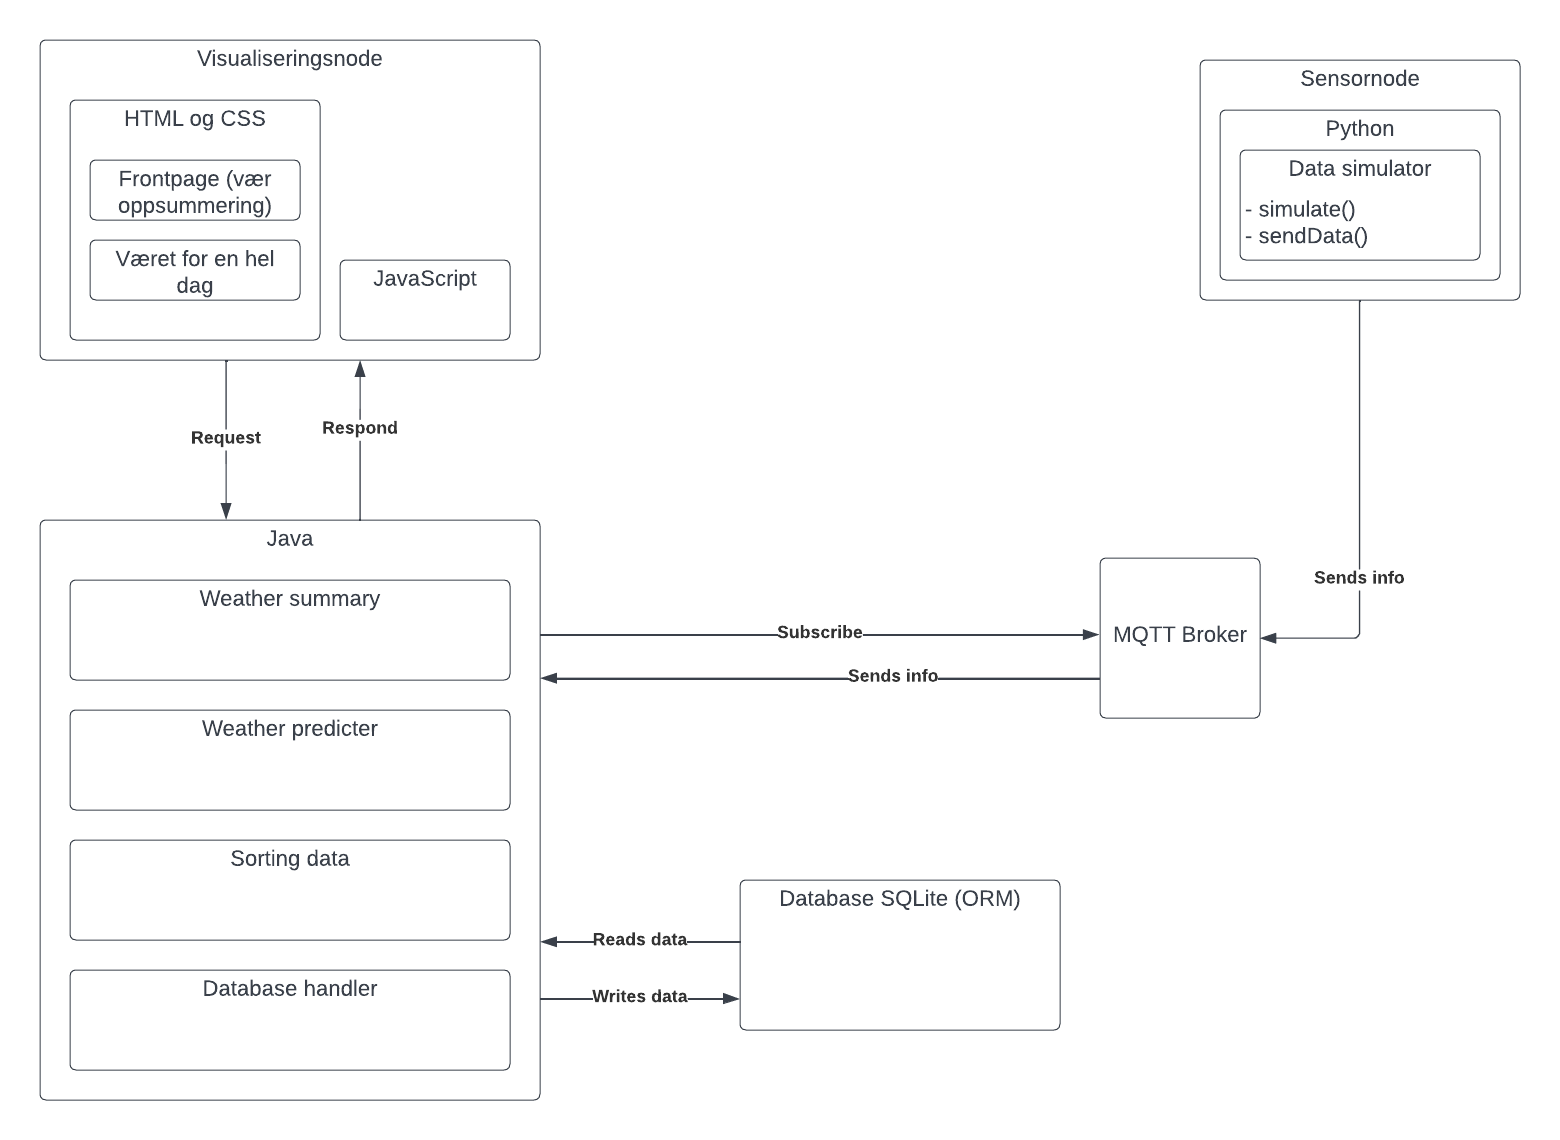 Visualiseringsnode
HTML og CSS
Frontpage (vær
oppsummering)
Været for en hel
dag
JavaScript
Sensornode
Python
Data simulator
- simulate()
- sendData()
Request
Respond
Sends info
Java
Weather summary
Weather predicter
Sorting data
Database handler
Subscribe
Sends info
MQTT Broker
Database SQLite (ORM)
Reads data
Writes data